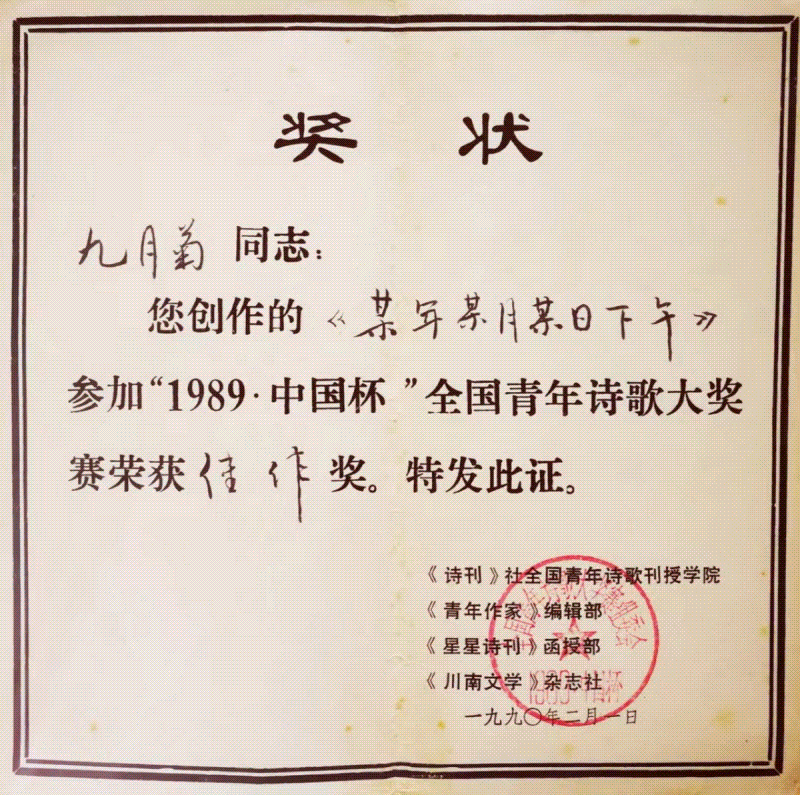 奖 状
九月菊 同志：
您创作的《某年某月某日下午》
参加“1989·中国杯”全国青年诗歌大奖
赛荣获佳作奖。特发此证。
《诗刊》社全国青年诗歌刊授学院
《青年作家》编辑部
《星星诗刊》函授部
《川南文学》杂志社
一九九〇年二月一日